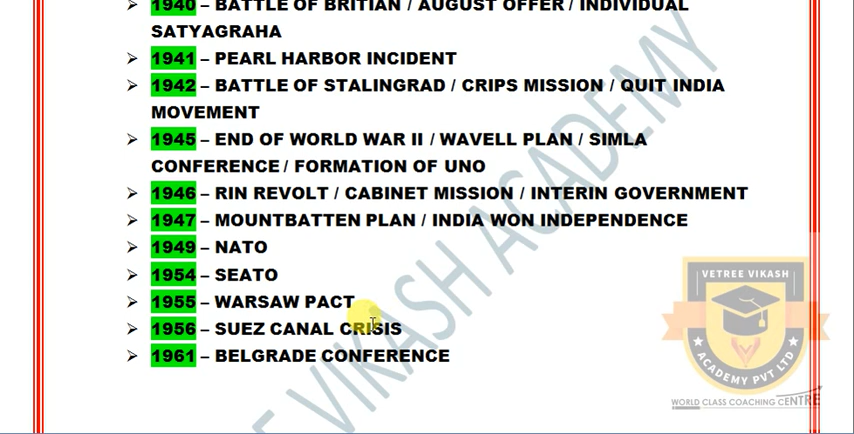 1940 – BATTLE OF BRITIAN / AUGUST OFFER / INDIVIDUAL
SATYAGRAHA
➢ 1941 – PEARL HARBOR INCIDENT
➢ 1942 – BATTLE OF STALINGRAD / CRIPS MISSION / QUIT INDIA
MOVEMENT
➢ 1945 – END OF WORLD WAR II / WAVELL PLAN / SIMLA
CONFERENCE / FORMATION OF UNO
➢ 1946 – RIN REVOLT / CABINET MISSION / INTERIN GOVERNMENT
➢ 1947 – MOUNTBATTEN PLAN / INDIA WON INDEPENDENCE
➢ 1949 – NATO
➢ 1954 – SEATO
➢ 1955 – WARSAW PACT
➢ 1956 – SUEZ CANAL CRISIS
➢ 1961 – BELGRADE CONFERENCE
VIKASH ACADEMY
VETREE VIKASH
ACADEMY PVT LTD
WORLD CLASS COACHING CENTRE